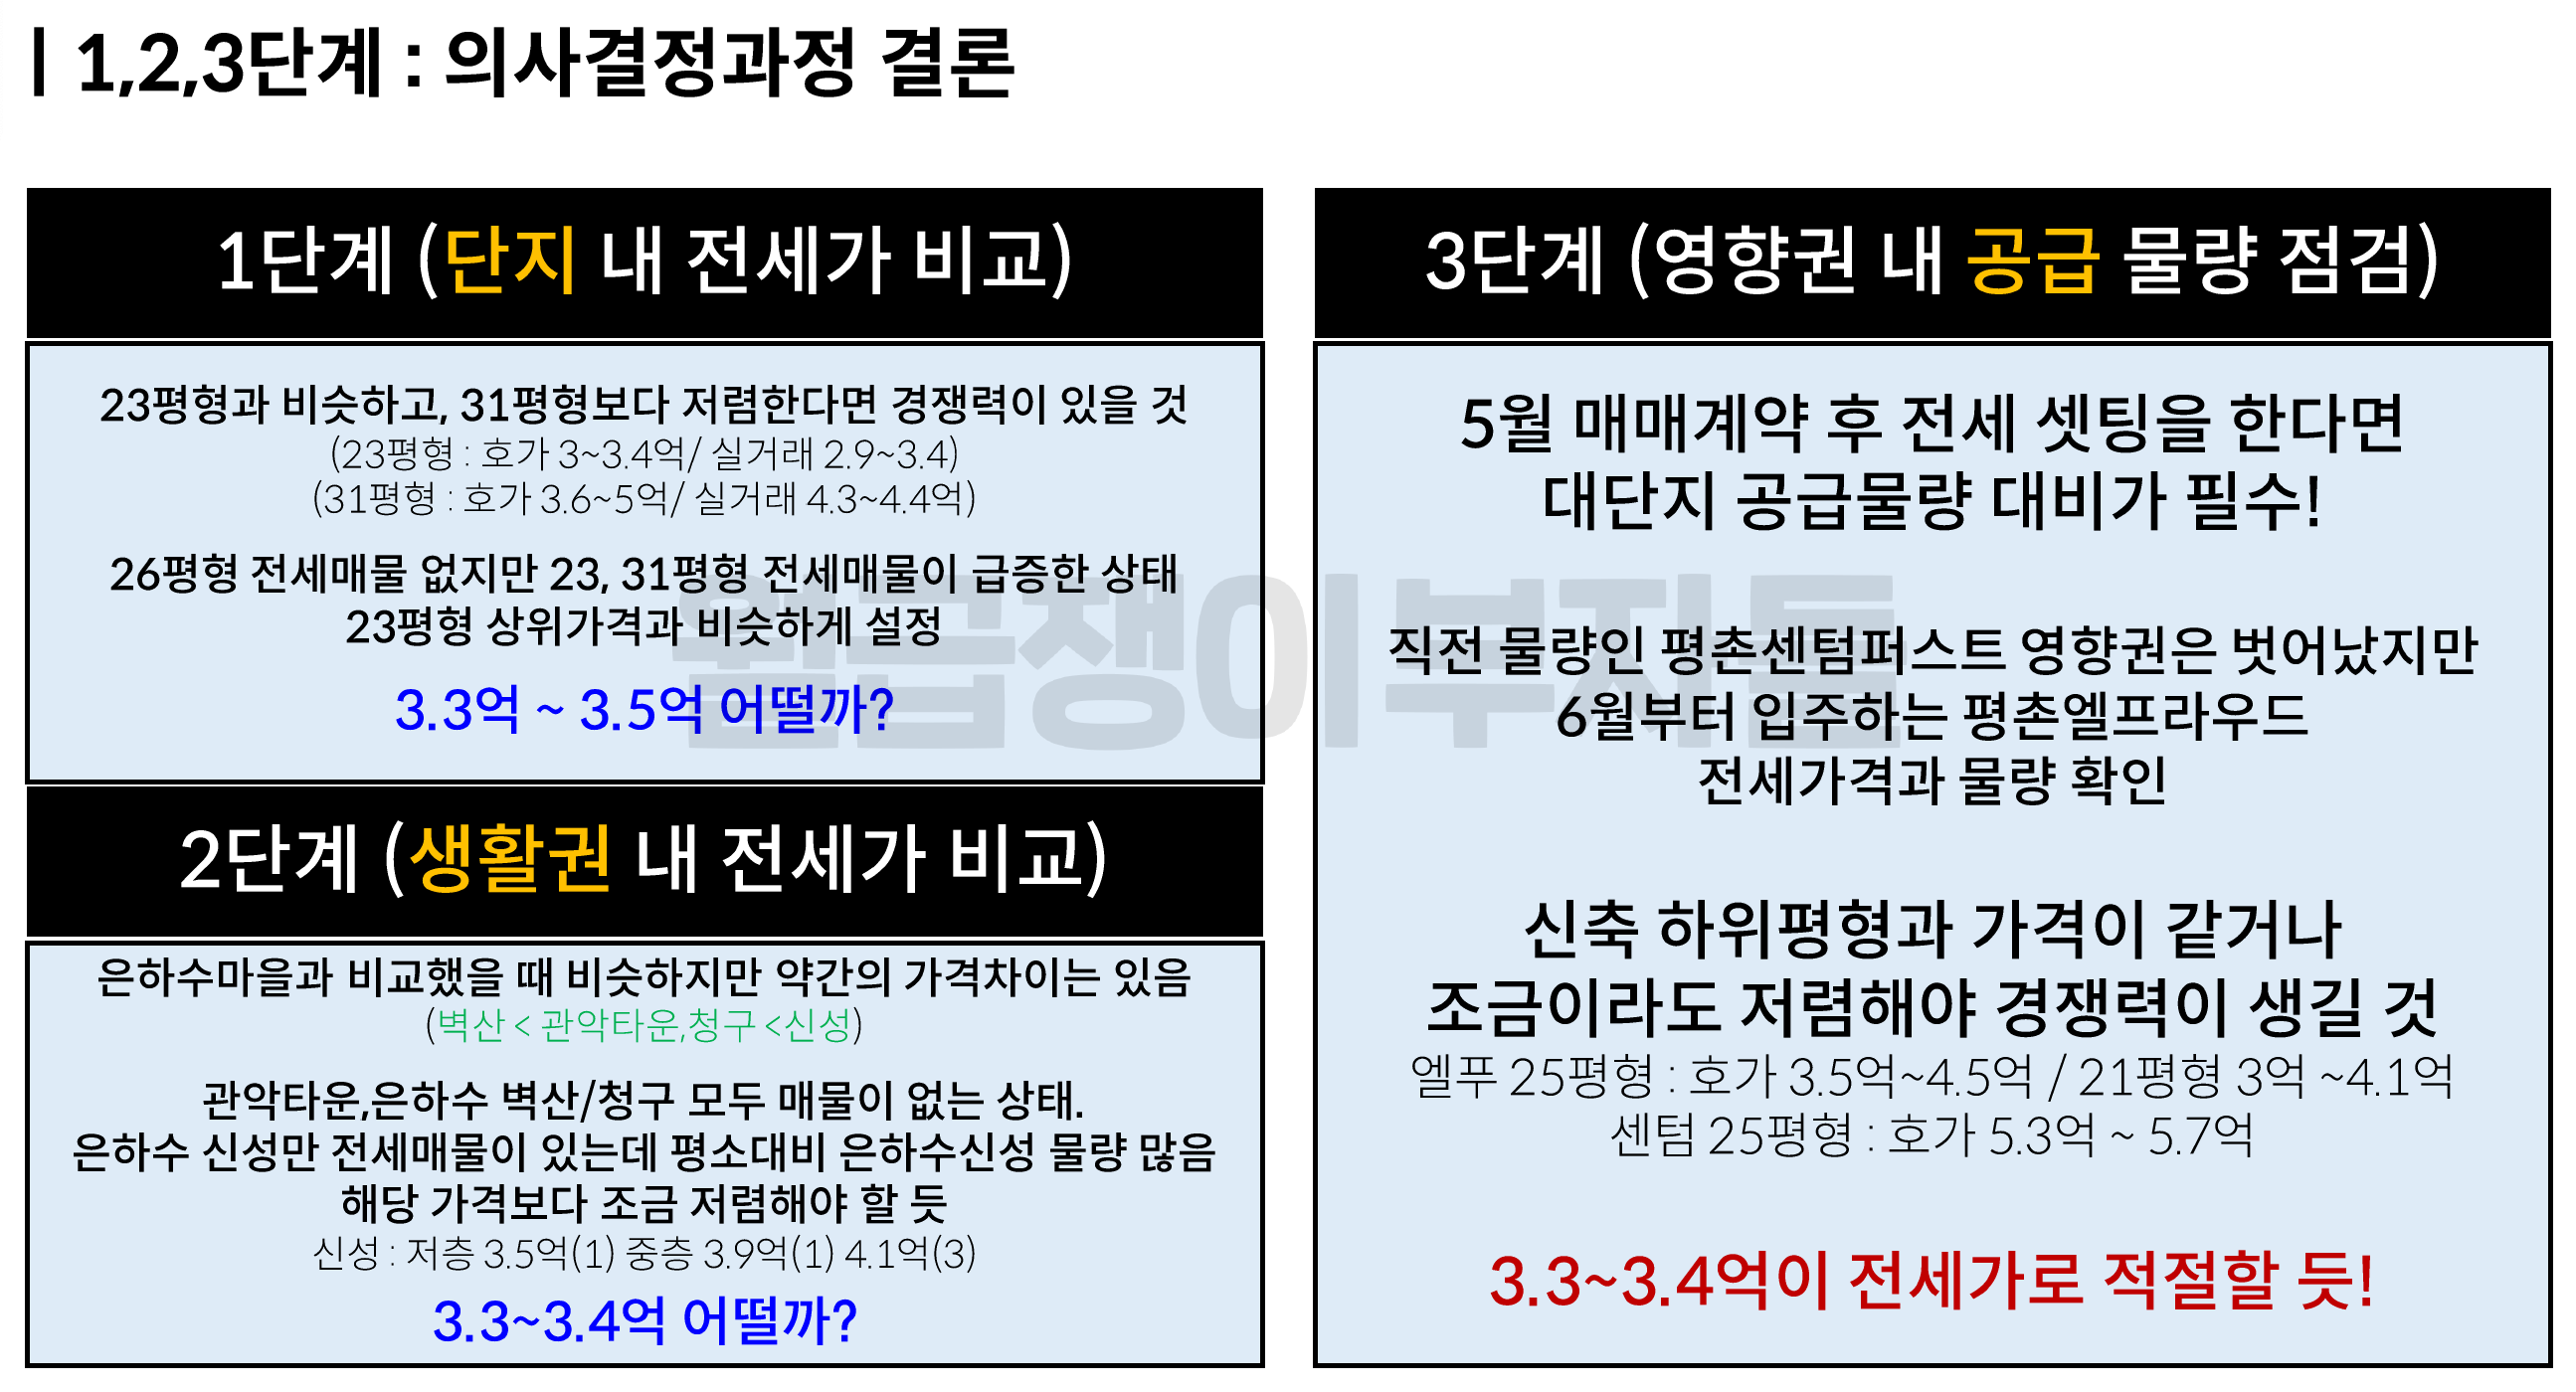 | 1,2,3단계 : 의사결정과정 결론
1단계 (단지 내 전세가 비교)
23평형과 비슷하고, 31평형보다 저렴한다면 경쟁력이 있을 것
(23평형 : 호가 3~3.4억/ 실거래 2.9~3.4)
(31평형 : 호가 3.6~5억/ 실거래 4.3~4.4억)
26평형 전세매물 없지만 23, 31평형 전세매물이 급증한 상태
23평형 상위가격과 비슷하게 설정
3.3억 ~ 3.5억 어떨까?
2단계 (생활권 내 전세가 비교)
은하수마을과 비교했을 때 비슷하지만 약간의 가격차이는 있음
(벽산 < 관악타운,청구 <신성)
관악타운,은하수 벽산/청구 모두 매물이 없는 상태.
은하수 신성만 전세매물이 있는데 평소대비 은하수신성 물량 많음
해당 가격보다 조금 저렴해야 할 듯
신성 : 저층 3.5억(1) 중층 3.9억(1) 4.1억(3)
3.3~3.4억 어떨까?
3단계 (영향권 내 공급 물량 점검)
5월 매매계약 후 전세 셋팅을 한다면
대단지 공급물량 대비가 필수!
직전 물량인 평촌센텀퍼스트 영향권은 벗어났지만
6월부터 입주하는 평촌엘프라우드
전세가격과 물량 확인
신축 하위평형과 가격이 같거나
조금이라도 저렴해야 경쟁력이 생길 것
엘푸 25평형 : 호가 3.5억~4.5억 / 21평형 3억 ~4.1억
센텀 25평형 : 호가 5.3억 ~ 5.7억
3.3~3.4억이 전세가로 적절할 듯!
월급쟁이부자들